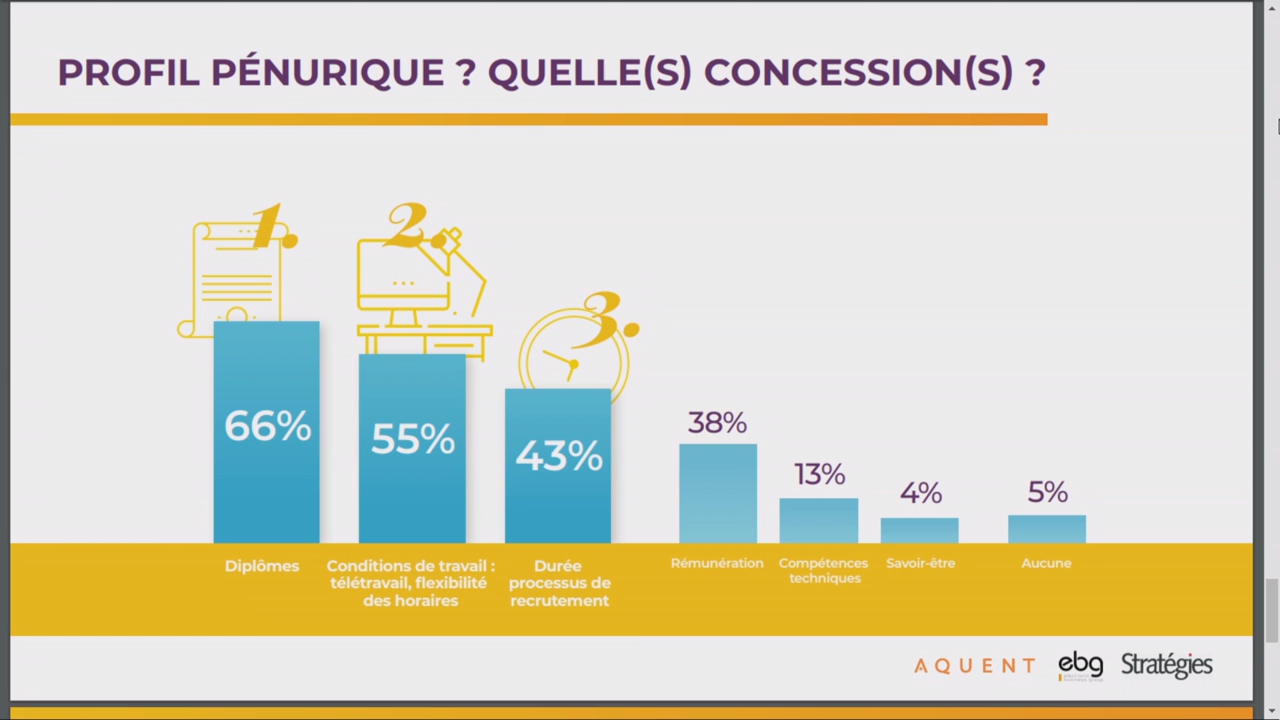 PROFIL PÉNURIQUE ? QUELLE(S) CONCESSION(S) ?
1.
2.
3.
66%
55%
43%
38%
13%
4%
5%
Diplômes
Conditions de travail :
télétravail, flexibilité
des horaires
Durée
processus de
recrutement
Rémunération
Compétences
techniques
Savoir-être
Aucune
AQUENT
ebg
Stratégies